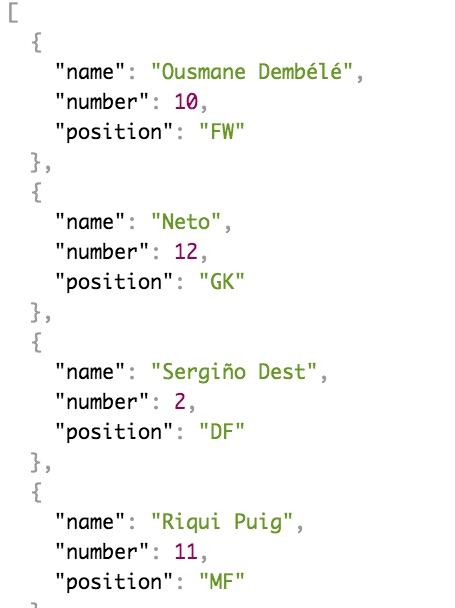 [
  {
    "name": "Ousmane Dembélé",
    "number": 10,
    "position": "FW"
  },
  {
    "name": "Neto",
    "number": 12,
    "position": "GK"
  },
  {
    "name": "Sergiño Dest",
    "number": 2,
    "position": "DF"
  },
  {
    "name": "Riqui Puig",
    "number": 11,
    "position": "MF"